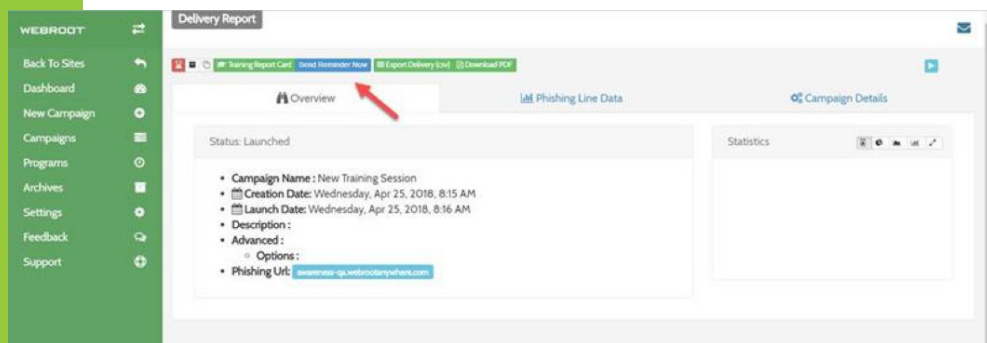 Delivery Report
WEBROOT
Back To Sites
Dashboard
New Campaign
Campaigns
Programs
Archives
Settings
Feedback
Support
Training Report Card
Send Reminder Now
Export Delivery (csv)
Download PDF
Overview
Phishing Line Data
Campaign Details
Status: Launched
• Campaign Name : New Training Session
• Creation Date: Wednesday, Apr 25, 2018, 8:15 AM
• Launch Date: Wednesday, Apr 25, 2018, 8:16 AM
• Description :
• Advanced :
◦ Options :
• Phishing Url: awareness-qa.webrootanywhere.com
Statistics